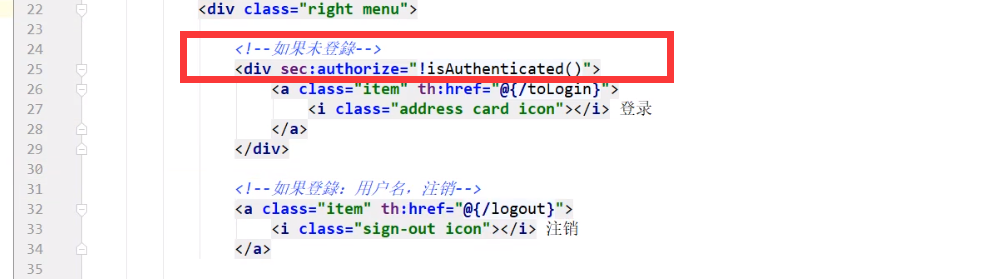 22 <div class="right menu">
23
24 <!--如果未登錄-->
25 <div sec:authorize="!isAuthenticated()">
26 <a class="item" th:href="@{/toLogin}">
27 <i class="address card icon"></i> 登录
28 </a>
29 </div>
30
31 <!--如果登錄：用户名，注销-->
32 <a class="item" th:href="@{/logout}">
33 <i class="sign-out icon"></i> 注销
34 </a>
35